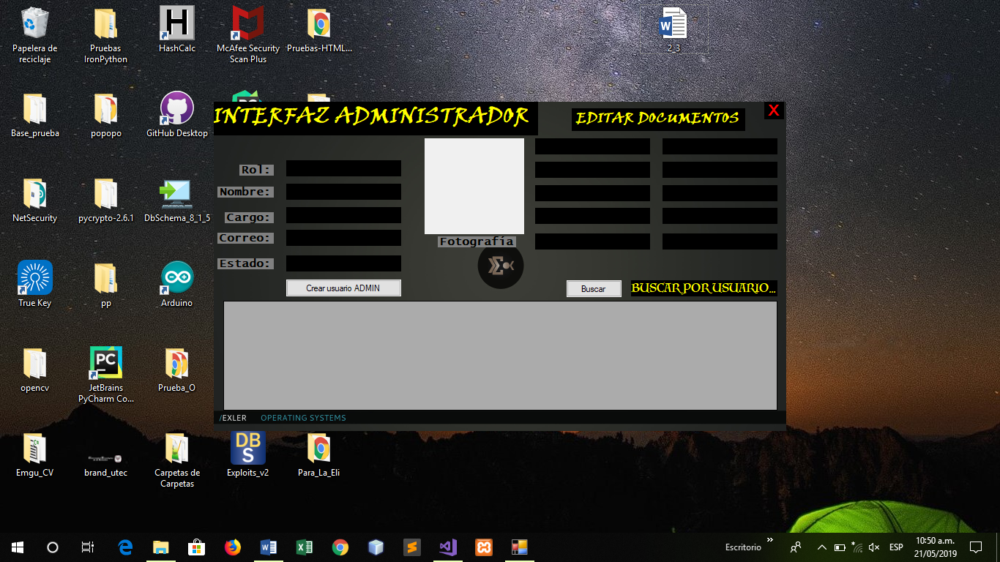 Papelera de
reciclaje
Pruebas
IronPython
H
HashCalc
McAfee Security
Scan Plus
Pruebas-HTML...
W
2_3
Base_prueba
popopo
GitHub Desktop
INTERFAZ ADMINISTRADOR
EDITAR DOCUMENTOS
X
Rol:
Nombre:
Cargo:
Correo:
Estado:
Fotografía
Crear usuario ADMIN
Buscar
BUSCAR POR USUARIO...
/EXLER
OPERATING SYSTEMS
NetSecurity
pycrypto-2.6.1
DbSchema_8_1_5
True Key
pp
Arduino
opencv
PC
JetBrains
PyCharm Co...
Prueba_O
Emgu_CV
brand_utec
Carpetas de
Carpetas
DB
S
Exploits_v2
Para_La_Eli
Escritorio
»
ESP
10:50 a.m.
21/05/2019